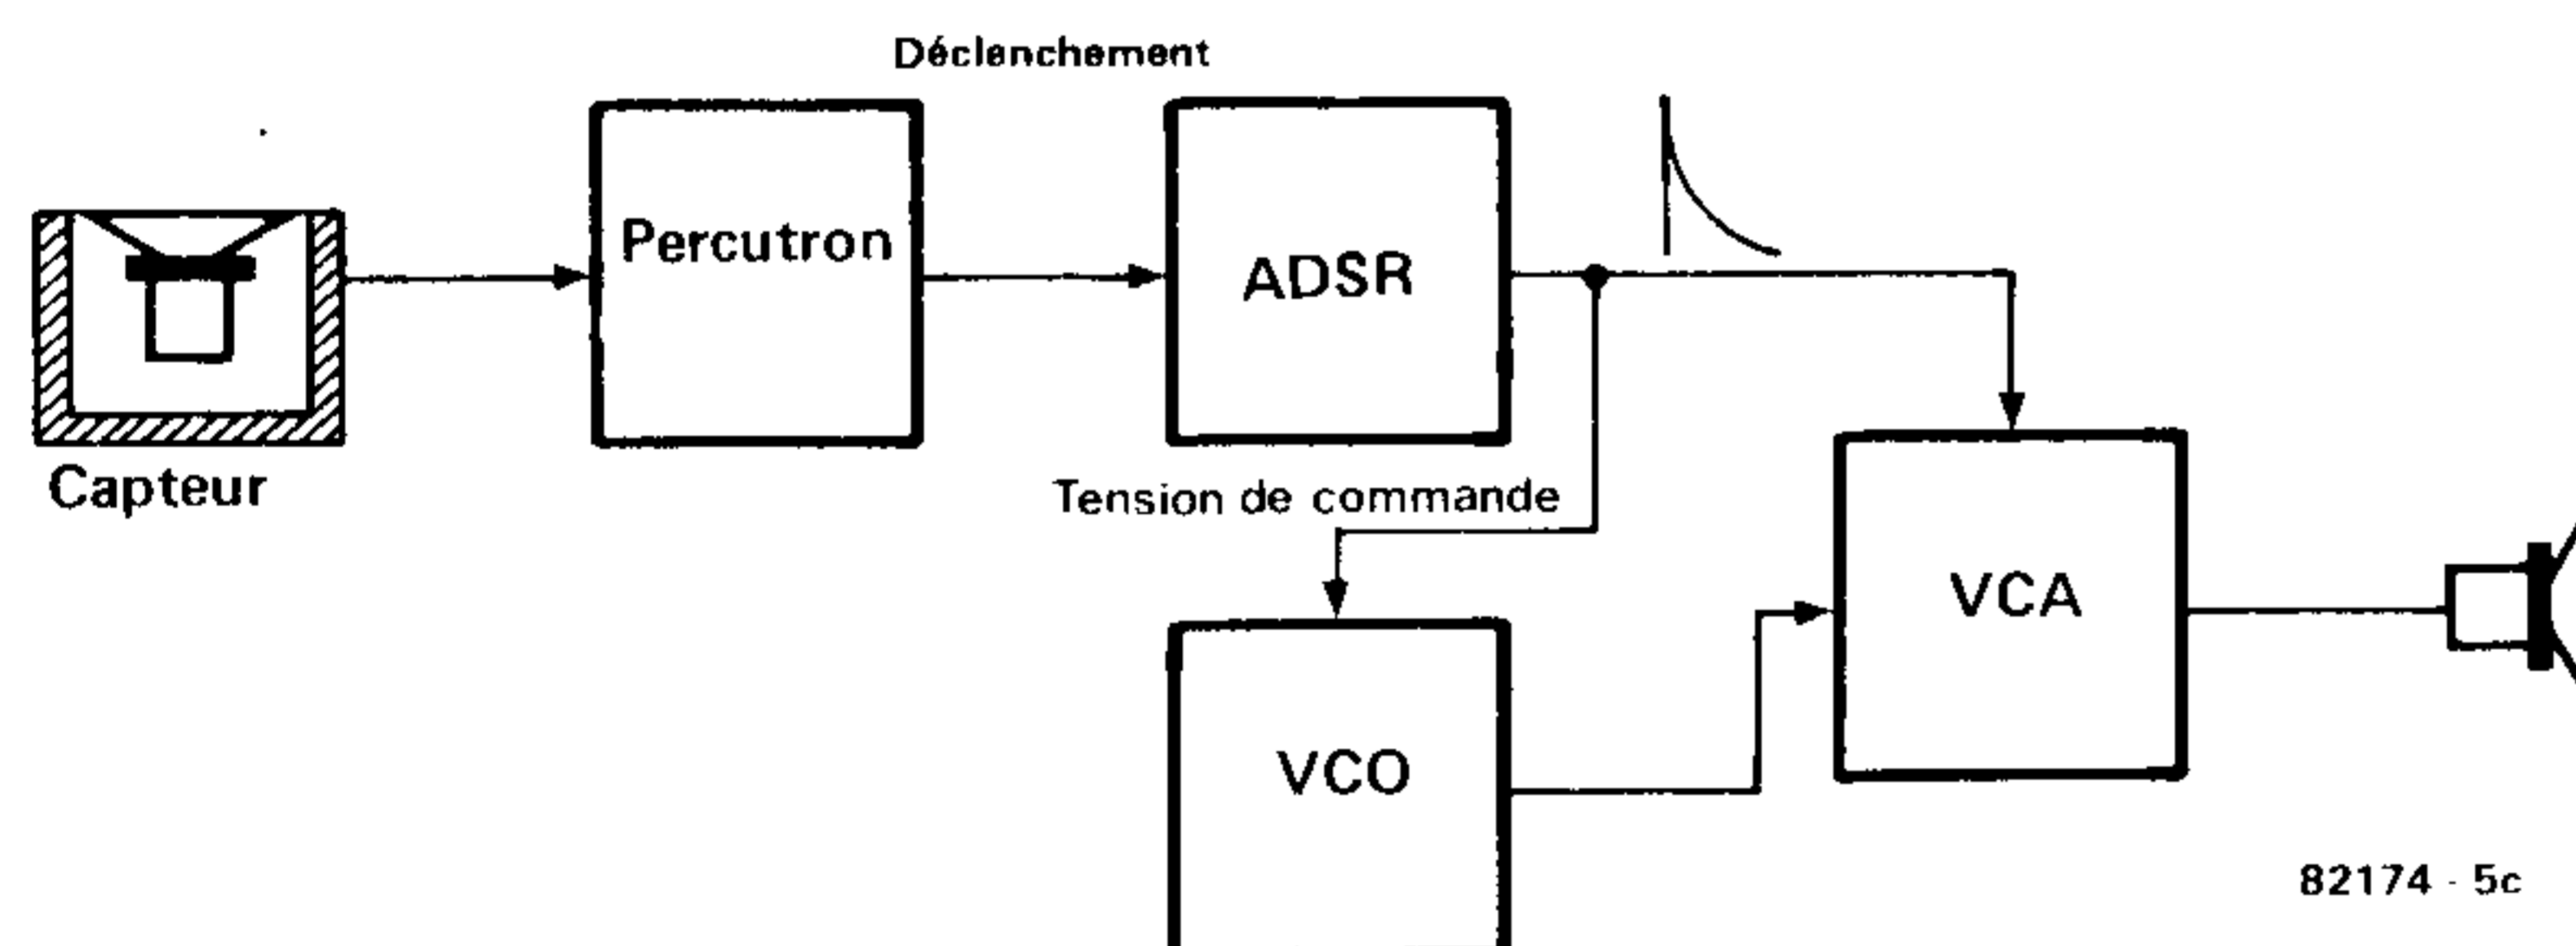 Déclenchement
Percutron
ADSR
Capteur
Tension de commande
VCA
VCO
82174 - 5c